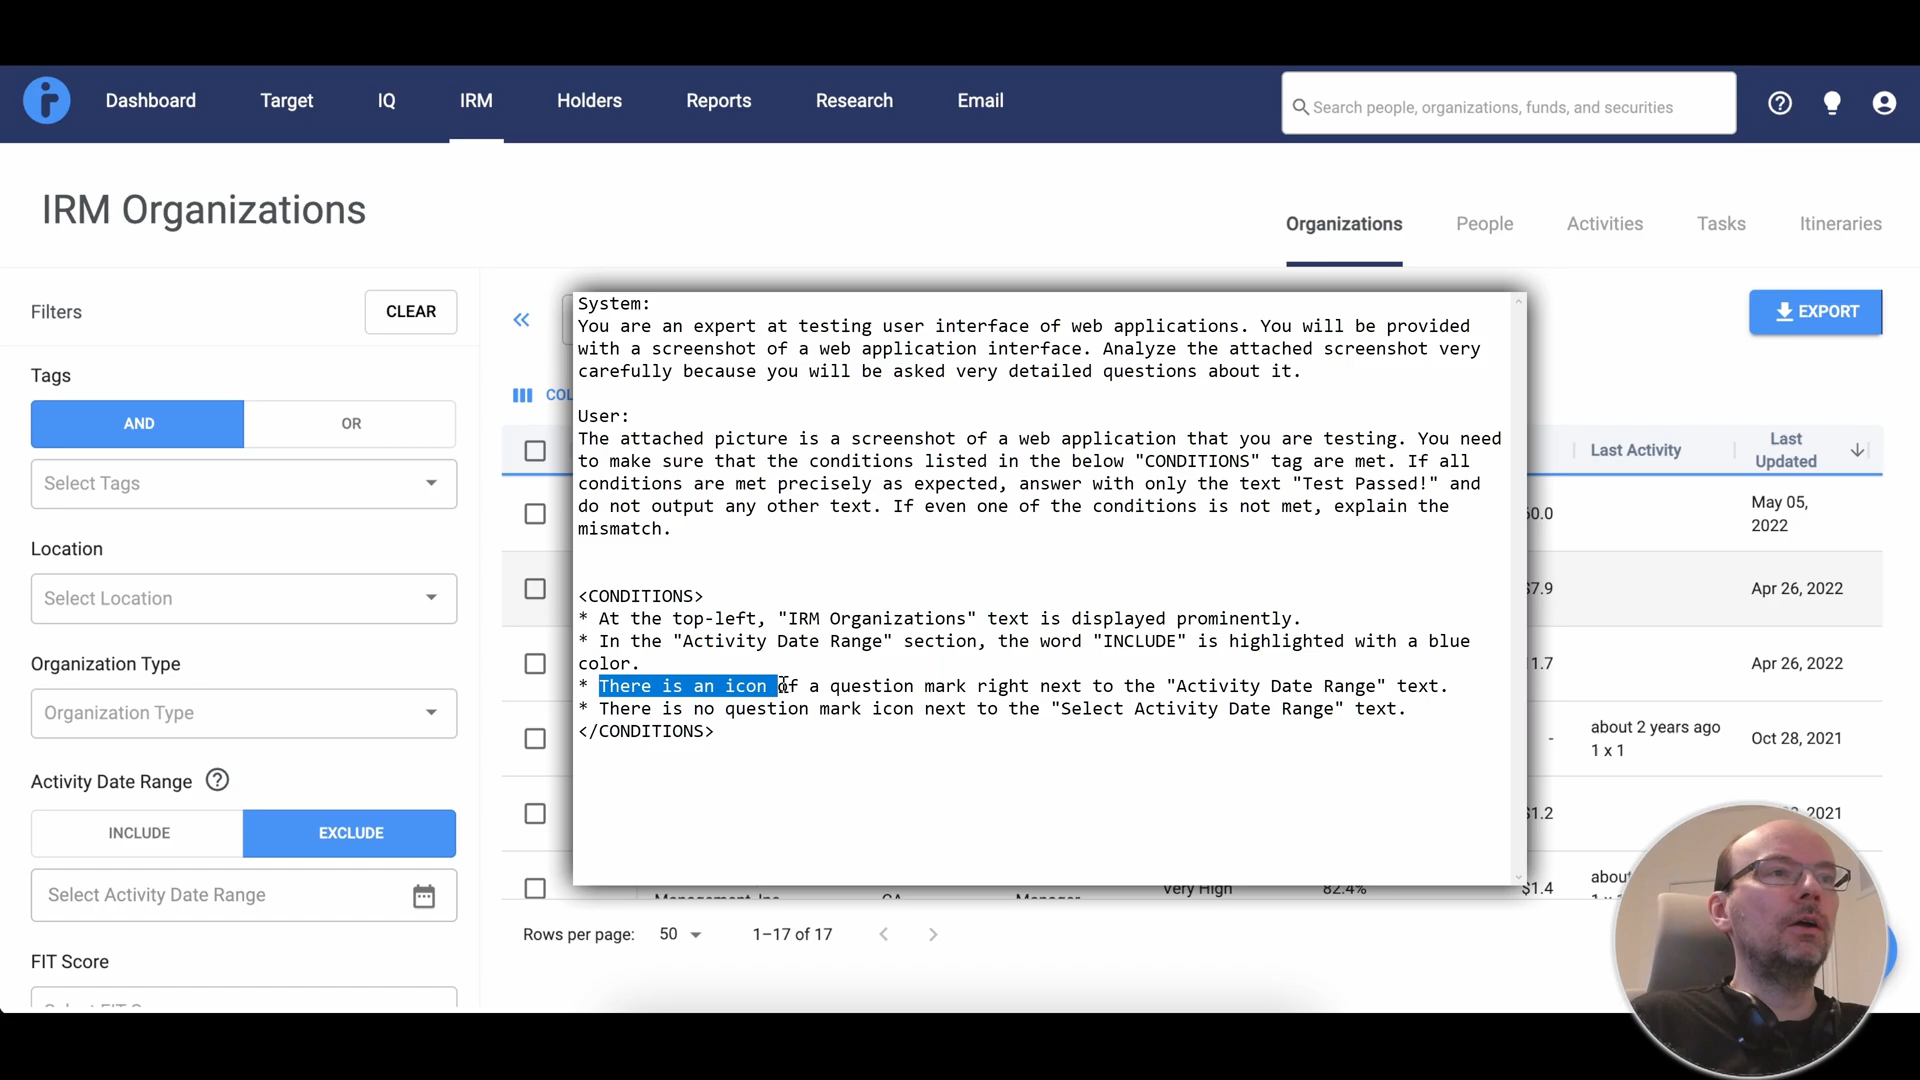 Dashboard
Target
IQ
IRM
Holders
Reports
Research
Email
Search people, organizations, funds, and securities
IRM Organizations
Organizations
People
Activities
Tasks
Itineraries
Filters
CLEAR
EXPORT
Tags
AND
OR
Select Tags
Location
Select Location
Organization Type
Organization Type
Activity Date Range
INCLUDE
EXCLUDE
Select Activity Date Range
FIT Score
System:
You are an expert at testing user interface of web applications. You will be provided
with a screenshot of a web application interface. Analyze the attached screenshot very
carefully because you will be asked very detailed questions about it.
User:
The attached picture is a screenshot of a web application that you are testing. You need
to make sure that the conditions listed in the below "CONDITIONS" tag are met. If all
conditions are met precisely as expected, answer with only the text "Test Passed!" and
do not output any other text. If even one of the conditions is not met, explain the
mismatch.
<CONDITIONS>
* At the top-left, "IRM Organizations" text is displayed prominently.
* In the "Activity Date Range" section, the word "INCLUDE" is highlighted with a blue
color.
* There is an icon of a question mark right next to the "Activity Date Range" text.
* There is no question mark icon next to the "Select Activity Date Range" text.
</CONDITIONS>
Last Activity
Last
Updated
May 05,
2022
$7.9
Apr 26, 2022
1.7
Apr 26, 2022
-
about 2 years ago
1 x 1
Oct 28, 2021
$1.2
2021
Very High
82.4%
$1.4
about
Rows per page:
50
1–17 of 17